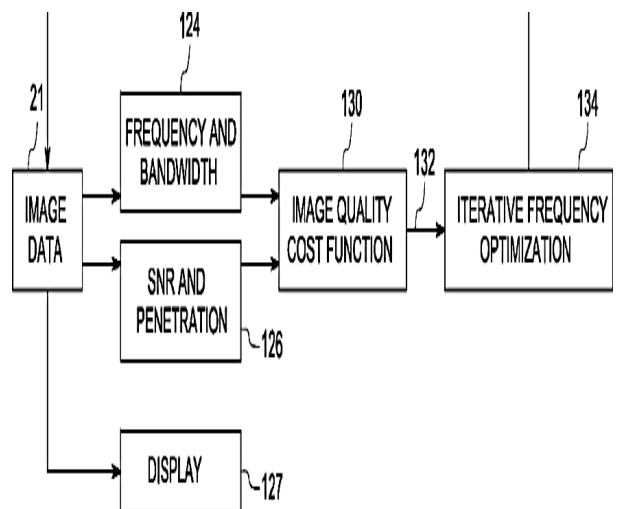 124
21
FREQUENCY AND
BANDWIDTH
130
134
132
IMAGE
DATA
IMAGE QUALITY
COST FUNCTION
ITERATIVE FREQUENCY
OPTIMIZATION
SNR AND
PENETRATION
126
DISPLAY
127